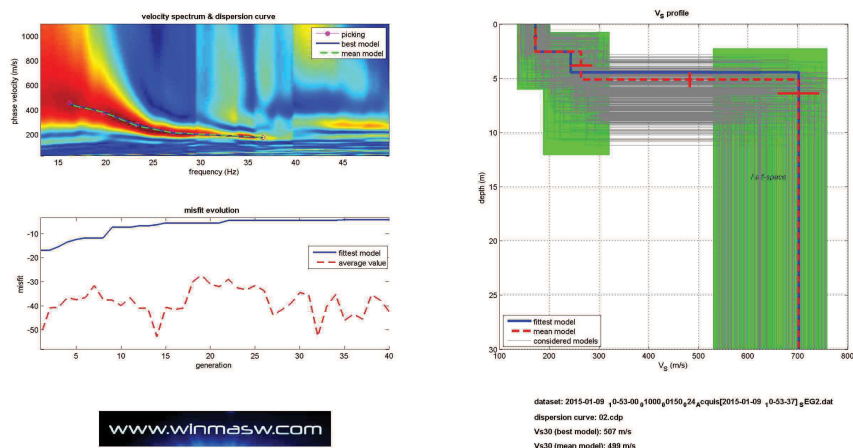 velocity spectrum & dispersion curve
1000
800
600
400
200
phase velocity (m/s)
picking
best model
mean model
15 20 25 30 35 40 45
frequency (Hz)
misfit evolution
-10
-20
-30
-40
-50
misfit
fittest model
average value
5 10 15 20 25 30 35 40
generation
www.winmasw.com
VS profile
0
5
10
15
20
25
30
depth (m)
fittest model
mean model
considered models
100 200 300 400 500 600 700 800
VS (m/s)
dispersion curve: 02.cdp
Vs30 (best model): 507 m/s
Vs30 (mean model): 499 m/s